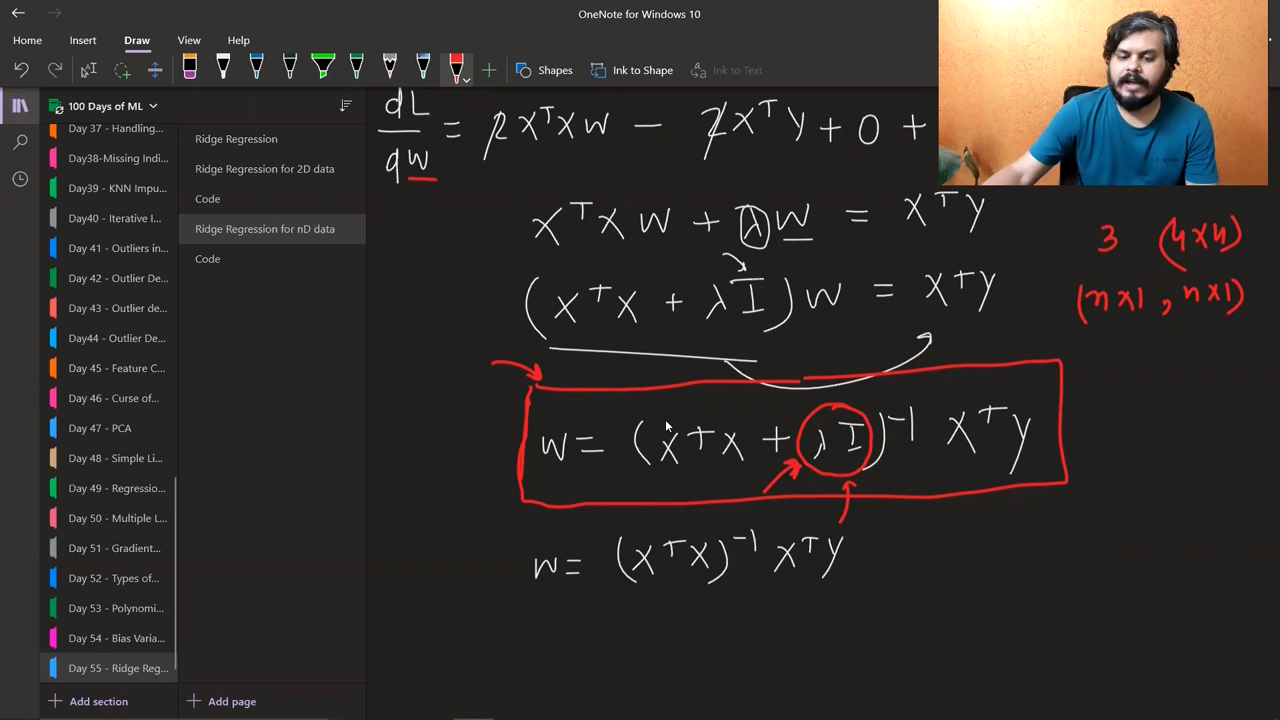 OneNote for Windows 10
Home Insert Draw View Help
Shapes Ink to Shape Ink to Text
100 Days of ML
Day 37 - Handling...
Day38-Missing Indi...
Day39 - KNN Impu...
Day40 - Iterative I...
Day 41 - Outliers in...
Day 42 - Outlier De...
Day 43 - Outlier de...
Day44 - Outlier De...
Day 45 - Feature C...
Day 46 - Curse of...
Day 47 - PCA
Day 48 - Simple Li...
Day 49 - Regressio...
Day 50 - Multiple L...
Day 51 - Gradient...
Day 52 - Types of...
Day 53 - Polynomi...
Day 54 - Bias Varia...
Day 55 - Ridge Reg...
Add section
Ridge Regression
Ridge Regression for 2D data
Code
Ridge Regression for nD data
Code
Add page
dL/dw = 2XᵀXW - 2XᵀY + 0 +
XᵀXW + λW = XᵀY
(XᵀX + λI)W = XᵀY
W = (XᵀX + λI)⁻¹ XᵀY
W = (XᵀX)⁻¹ XᵀY
3 (4x4)
(nx1, nx1)